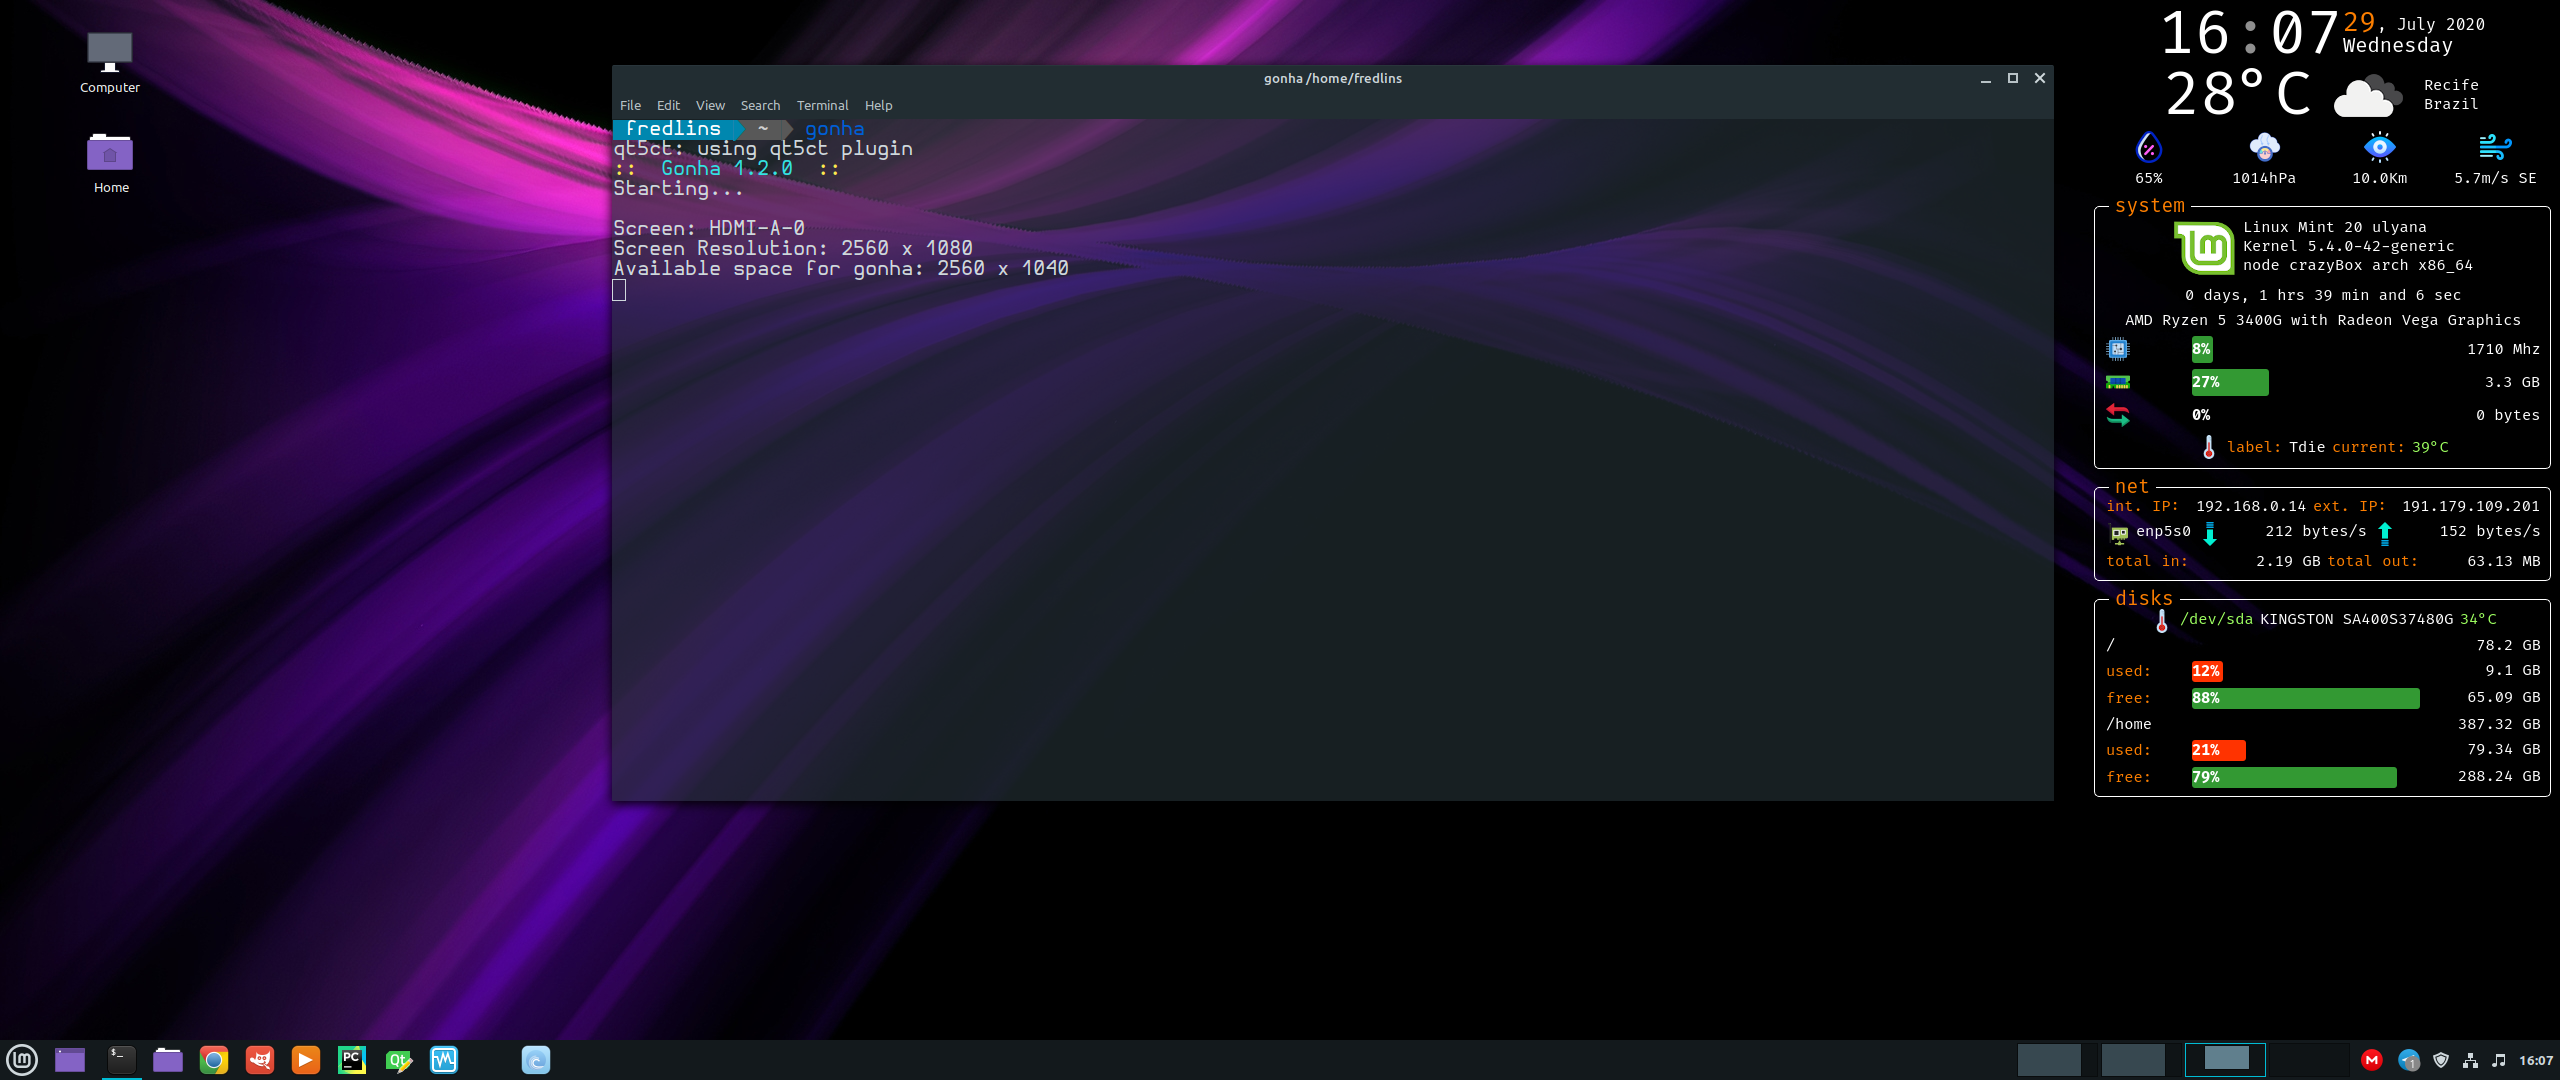 Computer
Home
gonha /home/fredlins
File Edit View Search Terminal Help
fredlins ~ gonha
qt5ct: using qt5ct plugin
:: Gonha 1.2.0 ::
Starting...
Screen: HDMI-A-0
Screen Resolution: 2560 x 1080
Available space for gonha: 2560 x 1040
16:07 29, July 2020
Wednesday
28°C
Recife
Brazil
65% 1014hPa 10.0Km 5.7m/s SE
system
Linux Mint 20 ulyana
Kernel 5.4.0-42-generic
node crazyBox arch x86_64
0 days, 1 hrs 39 min and 6 sec
AMD Ryzen 5 3400G with Radeon Vega Graphics
8% 1710 Mhz
27% 3.3 GB
0% 0 bytes
label: Tdie current: 39°C
net
int. IP: 192.168.0.14 ext. IP: 191.179.109.201
enp5s0 212 bytes/s 152 bytes/s
total in: 2.19 GB total out: 63.13 MB
disks
/dev/sda KINGSTON SA400S37480G 34°C
/ 78.2 GB
used: 12% 9.1 GB
free: 88% 65.09 GB
/home 387.32 GB
used: 21% 79.34 GB
free: 79% 288.24 GB
$_ PC Qt M 1 16:07